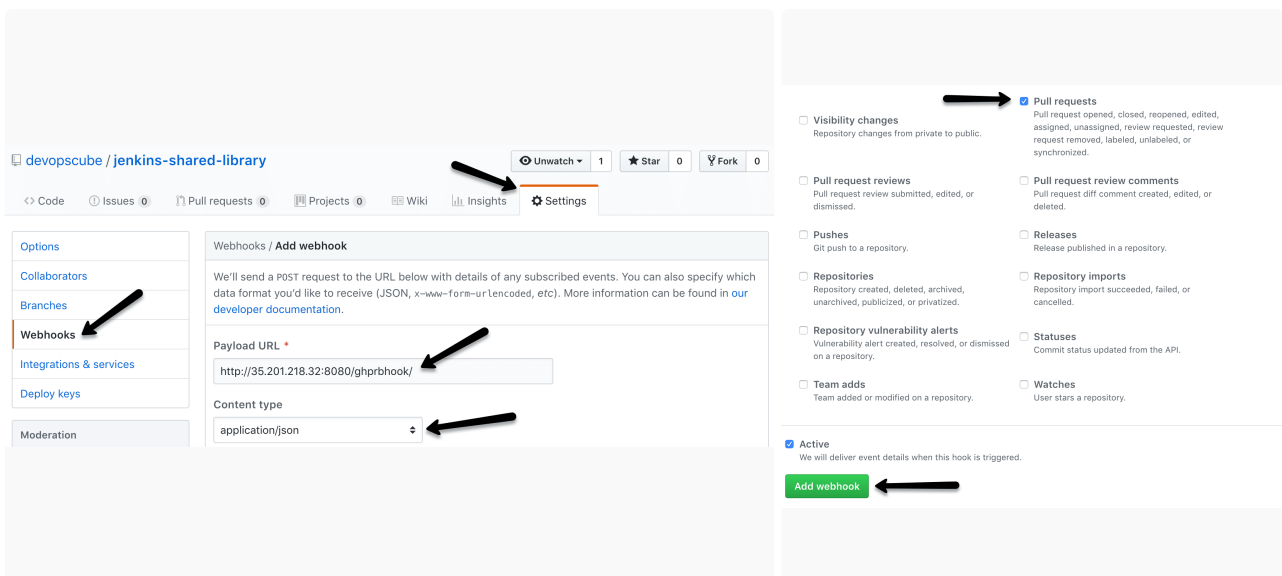 devopscube / jenkins-shared-library
Unwatch 1 Star 0 Fork 0
Code Issues 0 Pull requests 0 Projects 0 Wiki Insights Settings
Options
Collaborators
Branches
Webhooks
Integrations & services
Deploy keys
Moderation
Webhooks / Add webhook
We'll send a POST request to the URL below with details of any subscribed events. You can also specify which
data format you'd like to receive (JSON, x-www-form-urlencoded, etc). More information can be found in our
developer documentation.
Payload URL *
http://35.201.218.32:8080/ghprbhook/
Content type
application/json
Visibility changes
Repository changes from private to public.
Pull requests
Pull request opened, closed, reopened, edited,
assigned, unassigned, review requested, review
request removed, labeled, unlabeled, or
synchronized.
Pull request reviews
Pull request review submitted, edited, or
dismissed.
Pull request review comments
Pull request diff comment created, edited, or
deleted.
Pushes
Git push to a repository.
Releases
Release published in a repository.
Repositories
Repository created, deleted, archived,
unarchived, publicized, or privatized.
Repository imports
Repository import succeeded, failed, or
cancelled.
Repository vulnerability alerts
Vulnerability alert created, resolved, or dismissed
on a repository.
Statuses
Commit status updated from the API.
Team adds
Team added or modified on a repository.
Watches
User stars a repository.
Active
We will deliver event details when this hook is triggered.
Add webhook